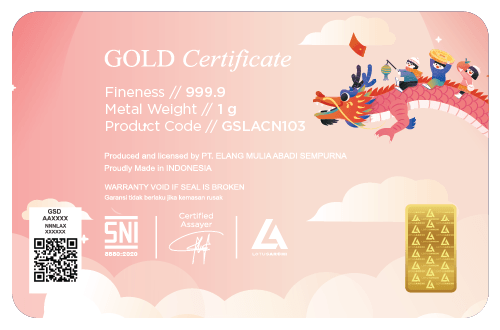 GOLD Certificate
Fineness // 999.9
Metal Weight // 1 g
Product Code // GSLACN103
Produced and licensed by PT. ELANG MULIA ABADI SEMPURNA
Proudly Made in INDONESIA
WARRANTY VOID IF SEAL IS BROKEN
Garansi tidak berlaku jika kemasan rusak
GSD
AAXXXX
NNNLAX
XXXXXX
SNI
Certified
Assayer